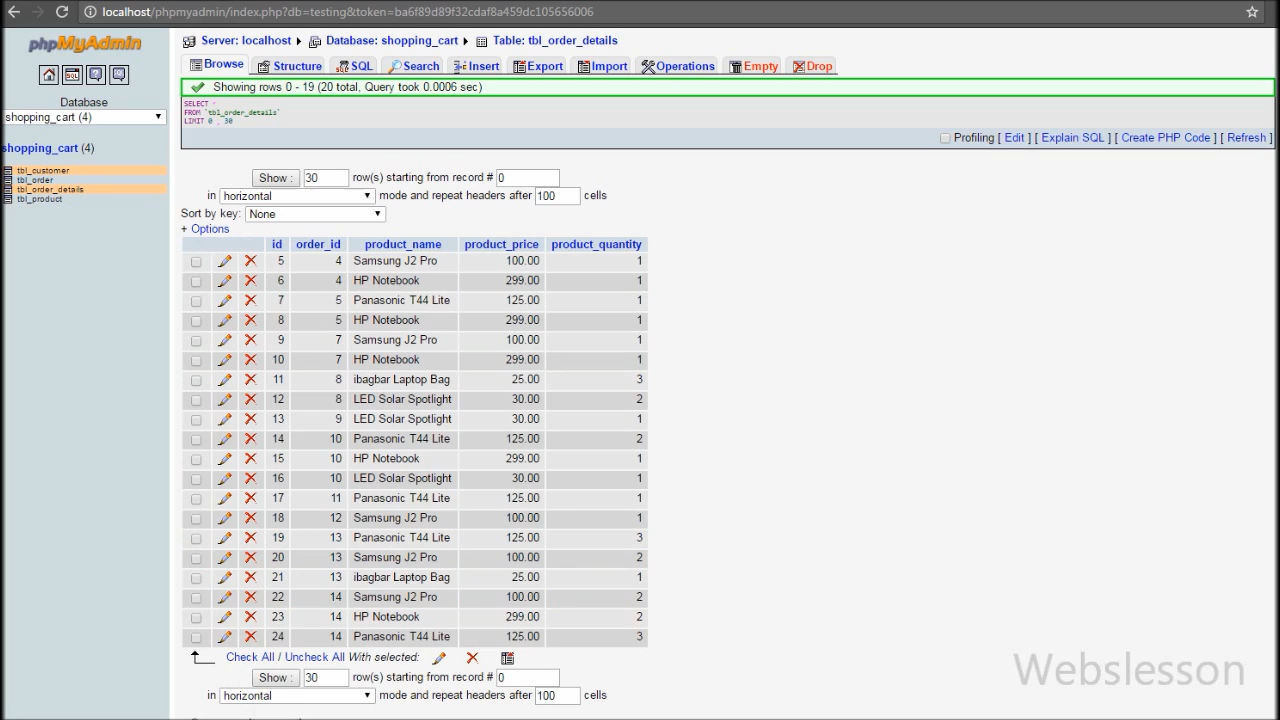 localhost/phpmyadmin/index.php?db=testing&token=ba6f89d89f32cdaf8a459dc105656006
phpMyAdmin
Database
shopping_cart (4)
shopping_cart (4)
tbl_customer
tbl_order
tbl_order_details
tbl_product
Server: localhost Database: shopping_cart Table: tbl_order_details
Browse Structure SQL Search Insert Export Import Operations Empty Drop
Showing rows 0 - 19 (20 total, Query took 0.0006 sec)
SELECT *
FROM `tbl_order_details`
LIMIT 0 , 30
Profiling [ Edit ] [ Explain SQL ] [ Create PHP Code ] [ Refresh ]
Show : 30 row(s) starting from record # 0
in horizontal mode and repeat headers after 100 cells
Sort by key: None
+ Options
id order_id product_name product_price product_quantity
5 4 Samsung J2 Pro 100.00 1
6 4 HP Notebook 299.00 1
7 5 Panasonic T44 Lite 125.00 1
8 5 HP Notebook 299.00 1
9 7 Samsung J2 Pro 100.00 1
10 7 HP Notebook 299.00 1
11 8 ibagbar Laptop Bag 25.00 3
12 8 LED Solar Spotlight 30.00 2
13 9 LED Solar Spotlight 30.00 1
14 10 Panasonic T44 Lite 125.00 2
15 10 HP Notebook 299.00 1
16 10 LED Solar Spotlight 30.00 1
17 11 Panasonic T44 Lite 125.00 1
18 12 Samsung J2 Pro 100.00 1
19 13 Panasonic T44 Lite 125.00 3
20 13 Samsung J2 Pro 100.00 2
21 13 ibagbar Laptop Bag 25.00 1
22 14 Samsung J2 Pro 100.00 2
23 14 HP Notebook 299.00 2
24 14 Panasonic T44 Lite 125.00 3
Check All / Uncheck All With selected:
Show : 30 row(s) starting from record # 0
in horizontal mode and repeat headers after 100 cells
Webslesson